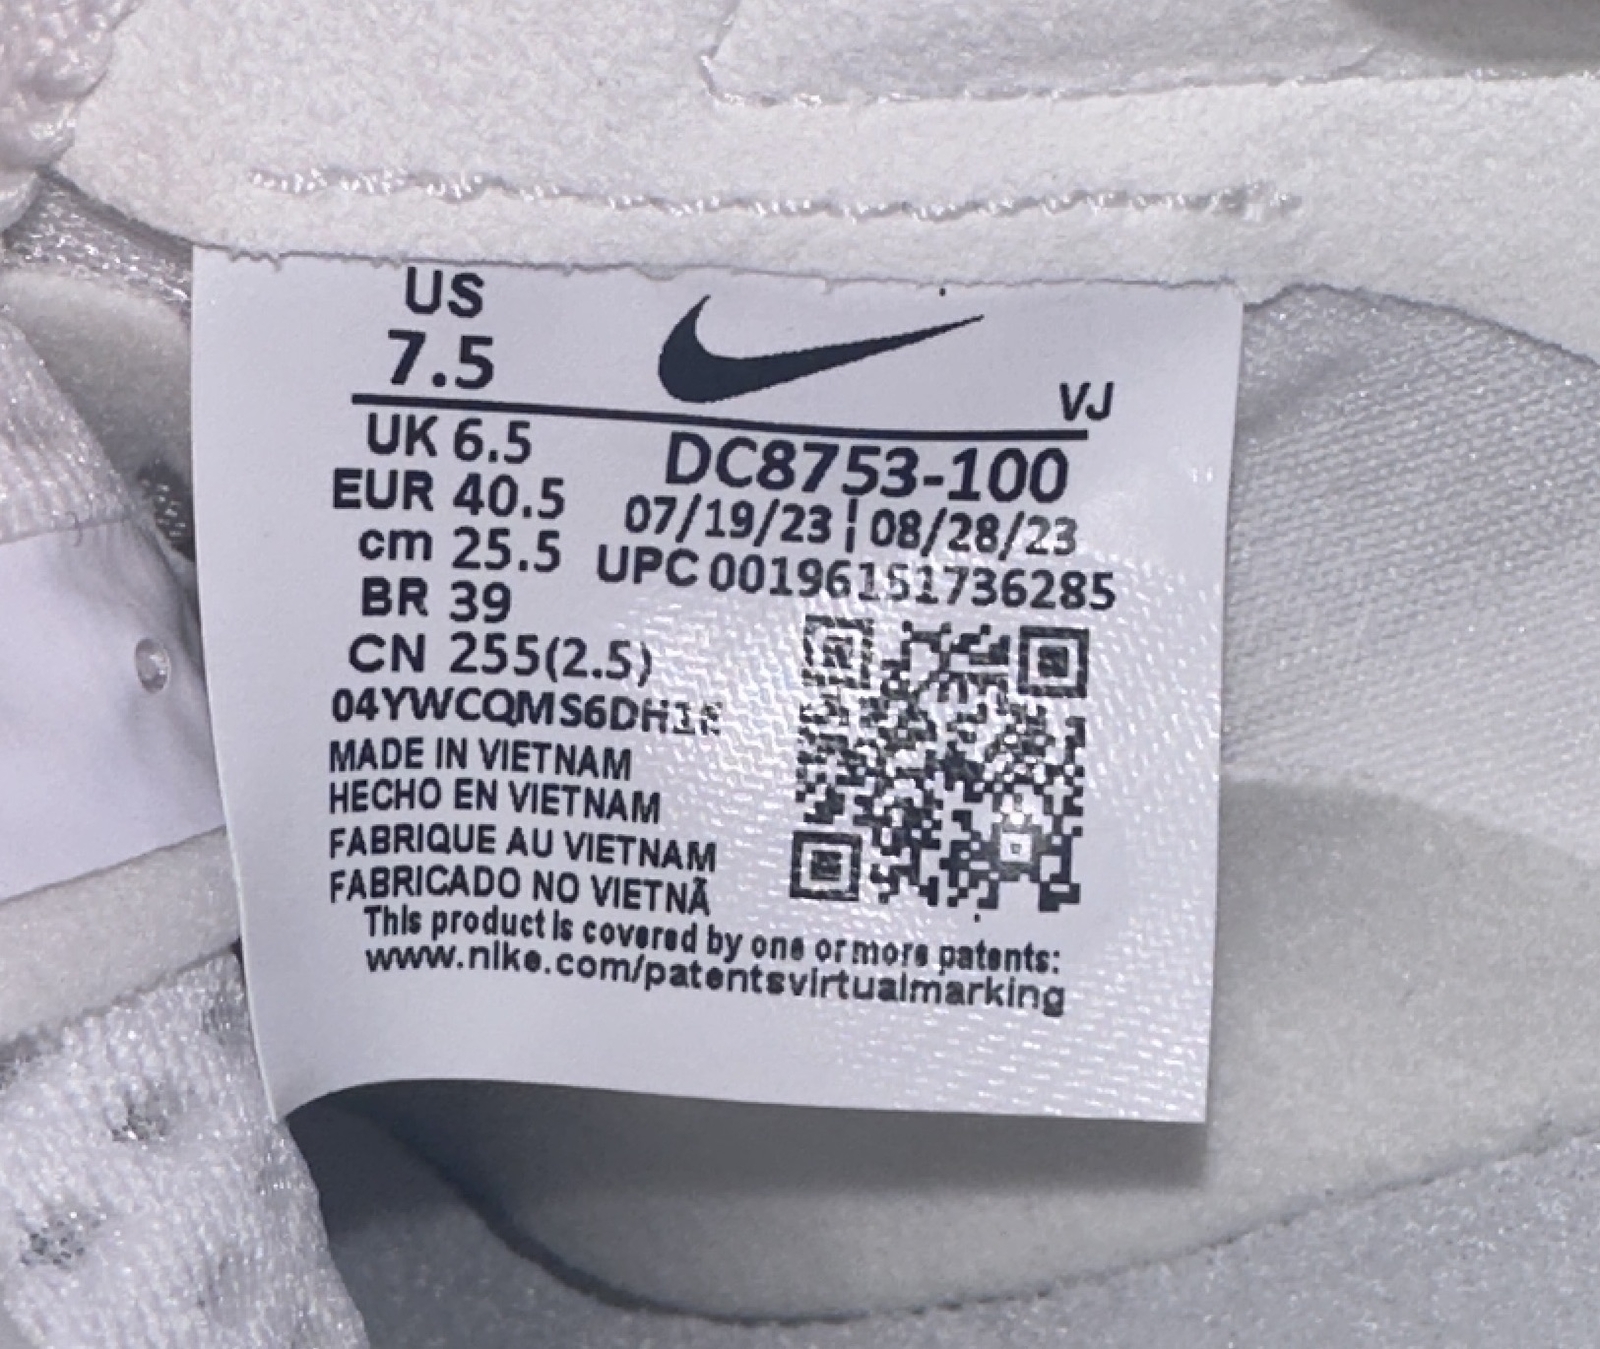 US
7.5
VJ
UK 6.5
DC8753-100
EUR 40.5
07/19/23 ¦ 08/28/23
cm 25.5
UPC 00196151736285
BR 39
CN 255(2.5)
MADE IN VIETNAM
HECHO EN VIETNAM
FABRIQUE AU VIETNAM
FABRICADO NO VIETNÃ
This product is covered by one or more patents:
www.nike.com/patentsvirtualmarking